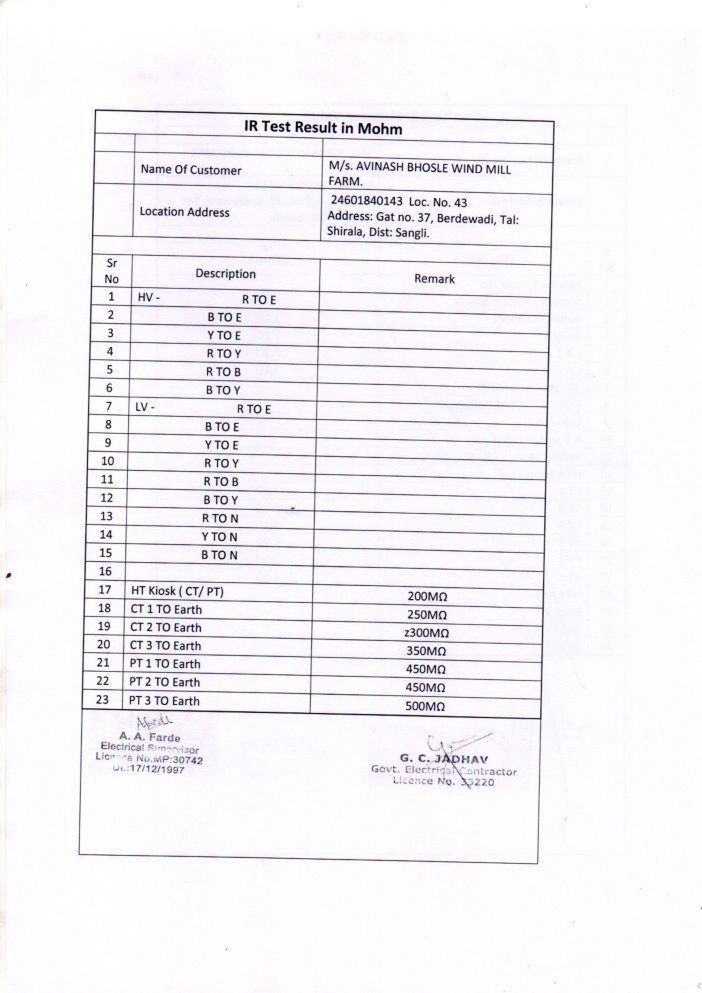 IR Test Result in Mohm
Name Of Customer M/s. AVINASH BHOSLE WIND MILL
FARM.
Location Address 24601840143 Loc. No. 43
Address: Gat no. 37, Berdewadi, Tal:
Shirala, Dist: Sangli.
Sr
No Description Remark
1 HV - R TO E
2 B TO E
3 Y TO E
4 R TO Y
5 R TO B
6 B TO Y
7 LV - R TO E
8 B TO E
9 Y TO E
10 R TO Y
11 R TO B
12 B TO Y
13 R TO N
14 Y TO N
15 B TO N
16
17 HT Kiosk ( CT/ PT) 200MΩ
18 CT 1 TO Earth 250MΩ
19 CT 2 TO Earth z300MΩ
20 CT 3 TO Earth 350MΩ
21 PT 1 TO Earth 450MΩ
22 PT 2 TO Earth 450MΩ
23 PT 3 TO Earth 500MΩ
A. A. Farde
Electrical Supervisor
Licence No.MP:30742
Dt.:17/12/1997
G. C. JADHAV
Govt. Electrical Contractor
Licence No. 33220